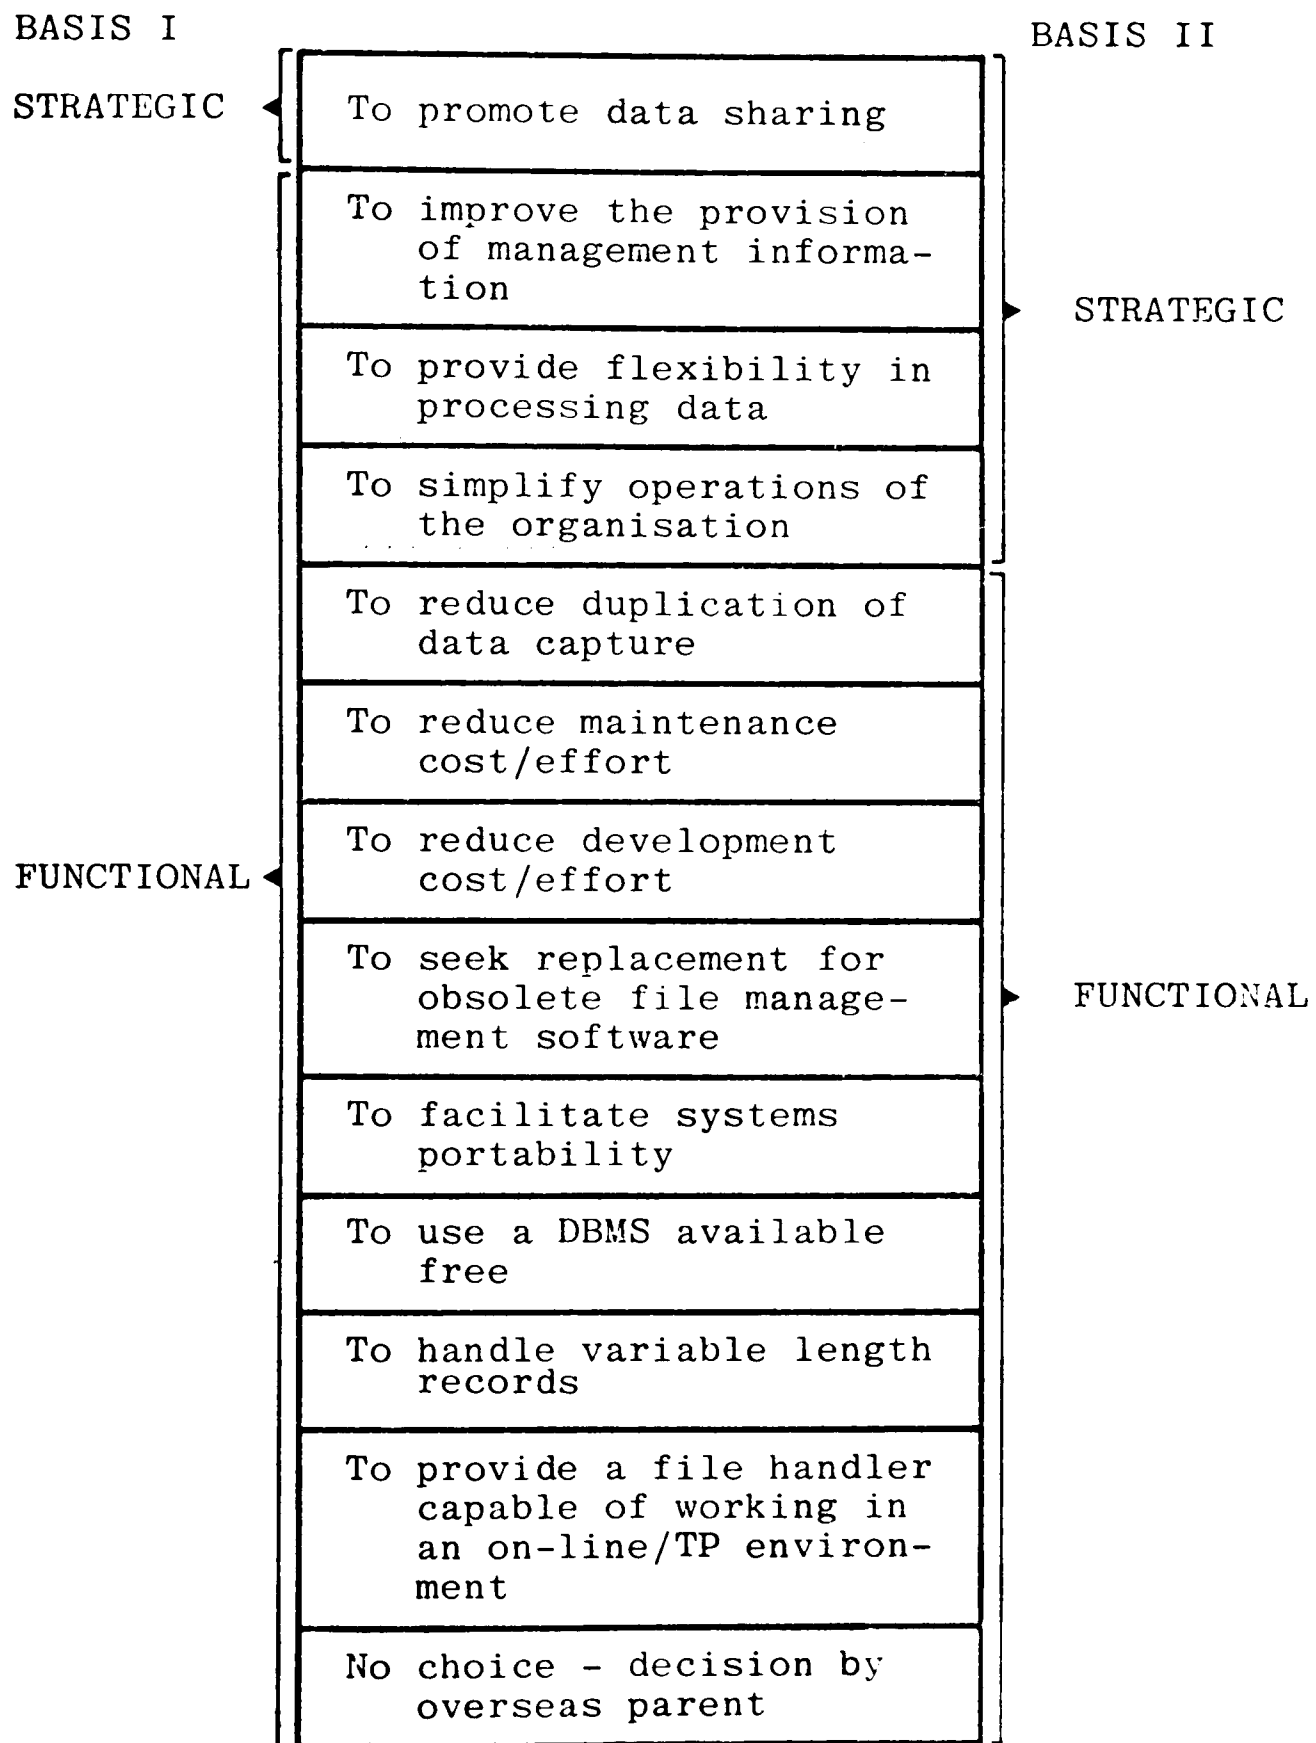 BASIS I
BASIS II
STRATEGIC
To promote data sharing
To improve the provision
of management informa-
tion
STRATEGIC
To provide flexibility in
processing data
To simplify operations of
the organisation
To reduce duplication of
data capture
To reduce maintenance
cost/effort
To reduce development
cost/effort
FUNCTIONAL
To seek replacement for
obsolete file manage-
ment software
FUNCTIONAL
To facilitate systems
portability
To use a DBMS available
free
To handle variable length
records
To provide a file handler
capable of working in
an on-line/TP environ-
ment
No choice - decision by
overseas parent